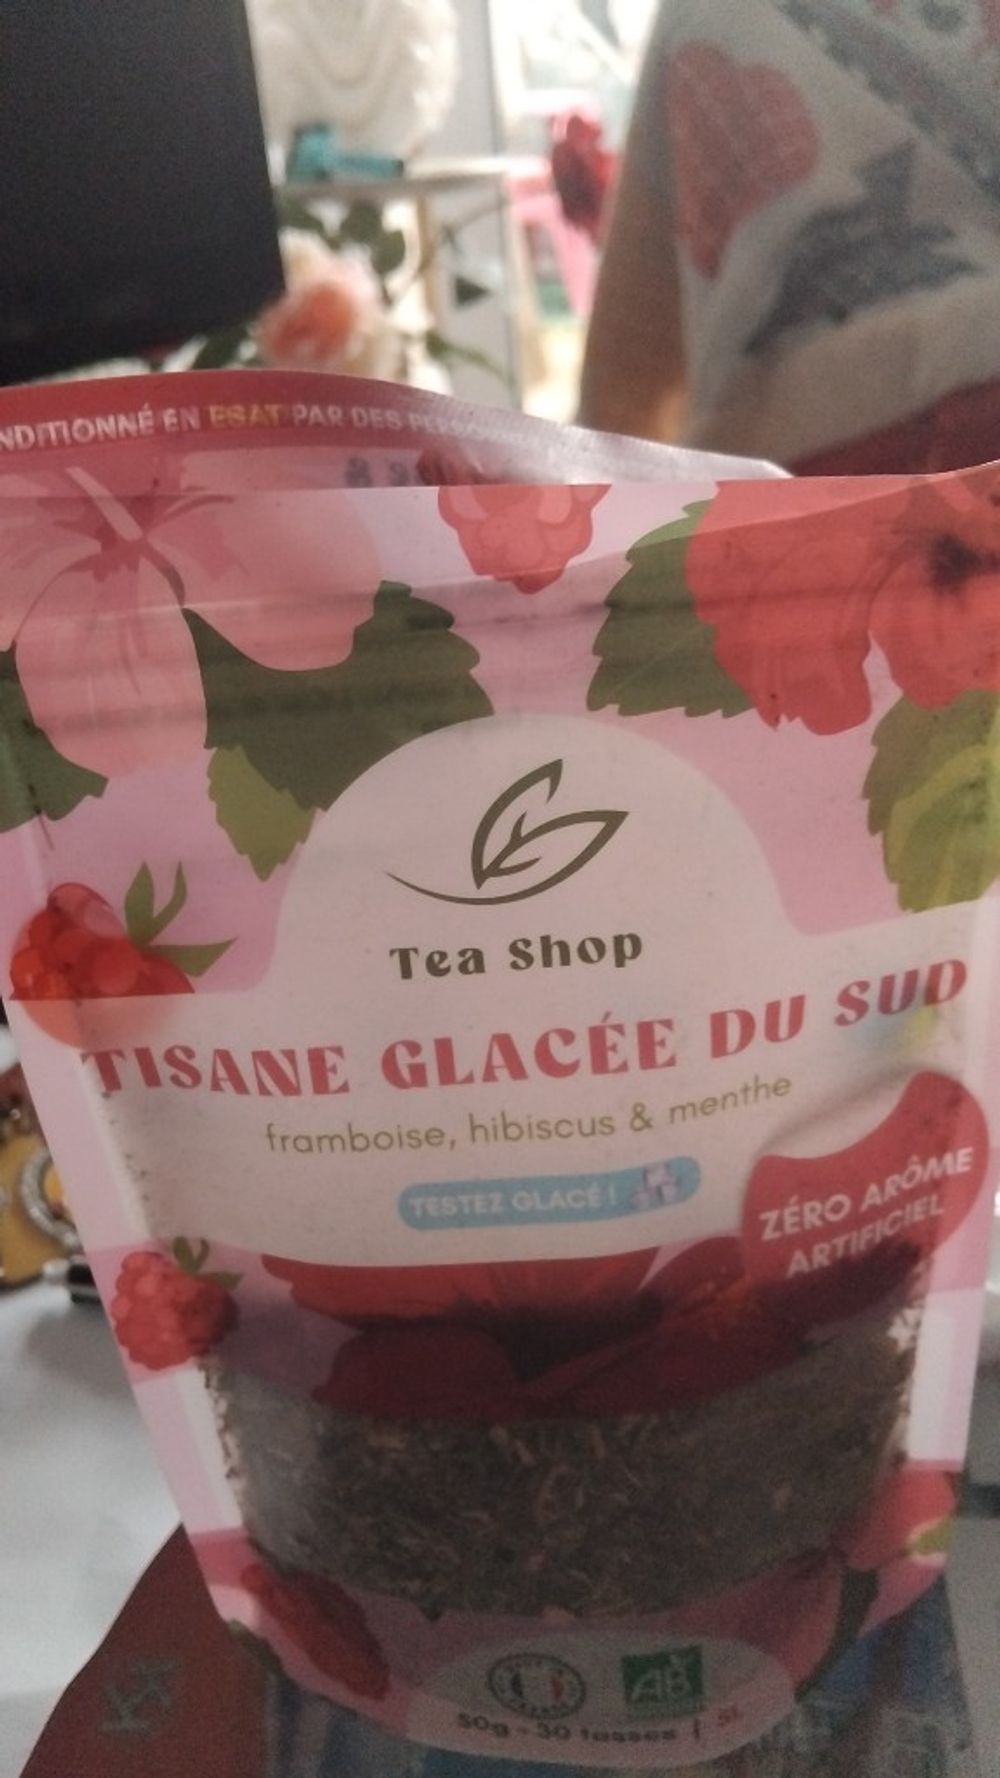 NDITIONNÉ EN ESAT PAR DES
Tea Shop
TISANE GLACÉE DU SUD
framboise, hibiscus & menthe
TESTEZ GLACÉ !
ZÉRO ARÔME
ARTIFICIEL
AB
50g - 30 tasses | 5L